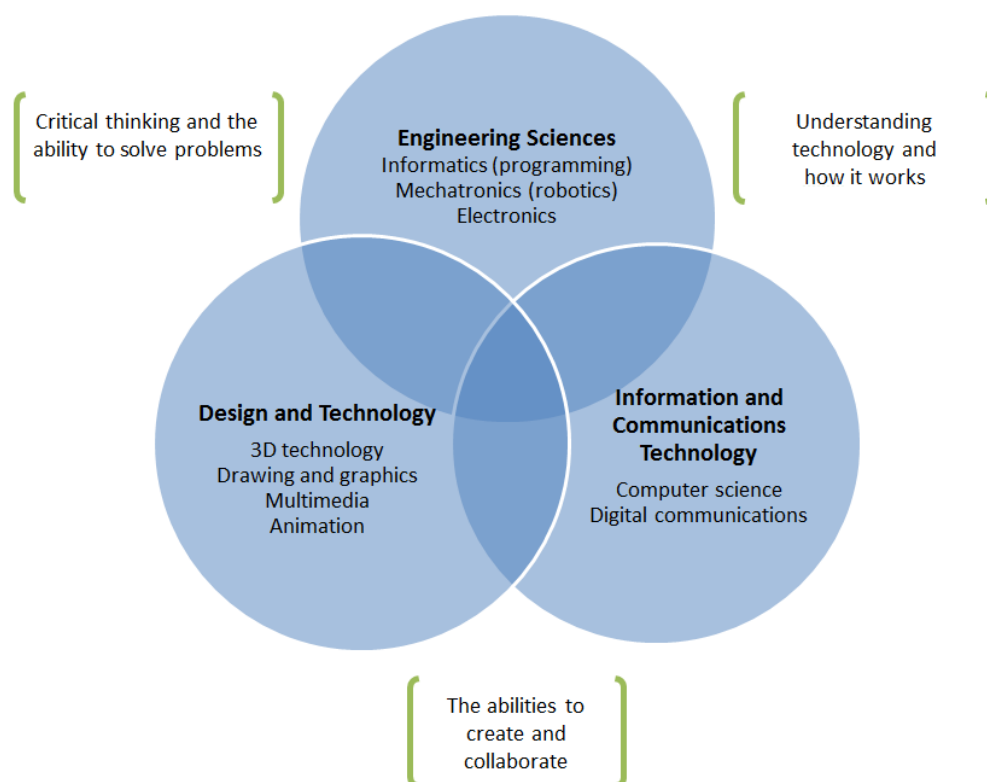 Critical thinking and the
ability to solve problems
Engineering Sciences
Informatics (programming)
Mechatronics (robotics)
Electronics
Understanding
technology and
how it works
Design and Technology
3D technology
Drawing and graphics
Multimedia
Animation
Information and
Communications
Technology
Computer science
Digital communications
The abilities to
create and
collaborate